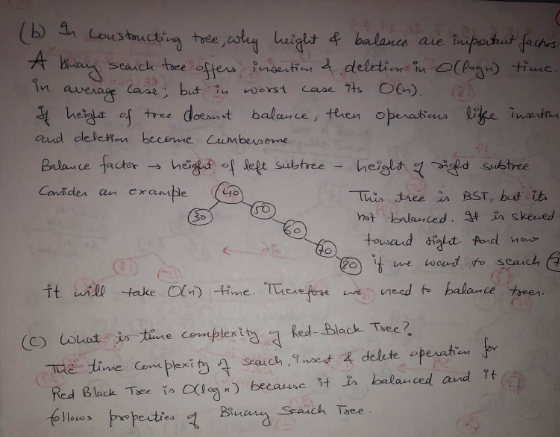 (b) In constructing tree, why height & balance are important factors.
A binary search tree offers, insertion & deletion in O(log n) time.
in average case; but in worst case its O(n).
If height of tree doesnot balance, then operations like insertion
and deletion become cumbersome.
Balance factor → height of left subtree – height of right subtree
Consider an example
40
30
50
60
70
80
This tree is BST, but its
not balanced. It is skewed
toward right and now
if we want to search
it will take O(n) time. Therefore we need to balance trees.
(c) What is time complexity of Red-Black Tree?
The time complexity of search, insert & delete operation for
Red Black Tree is O(log n) because it is balanced and it
follows properties of Binary Search Tree.